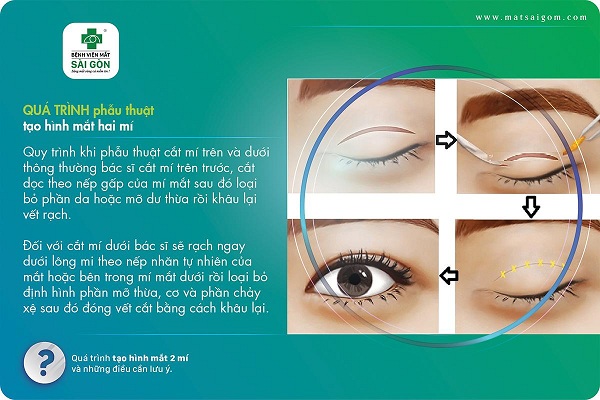 www.matsaigom.com
BỆNH VIỆN MẮT
SÀI GÒN
QUÁ TRÌNH phẫu thuật
tạo hình mắt hai mí
Quy trình khi phẫu thuật cắt mí trên và dưới
thông thường bác sĩ cắt mí trên trước, cắt
dọc theo nếp gấp của mí mắt sau đó loại
bỏ phần da hoặc mỡ dư thừa rồi khâu lại
vết rạch.
Đối với cắt mí dưới bác sĩ sẽ rạch ngay
dưới lông mi theo nếp nhăn tự nhiên của
mắt hoặc bên trong mí mắt dưới rồi loại bỏ
định hình phần mỡ thừa, cơ và phần chảy
xệ sau đó đóng vết cắt bằng cách khâu lại.
?
Quá trình tạo hình mắt 2 mí
và những điều cần lưu ý.